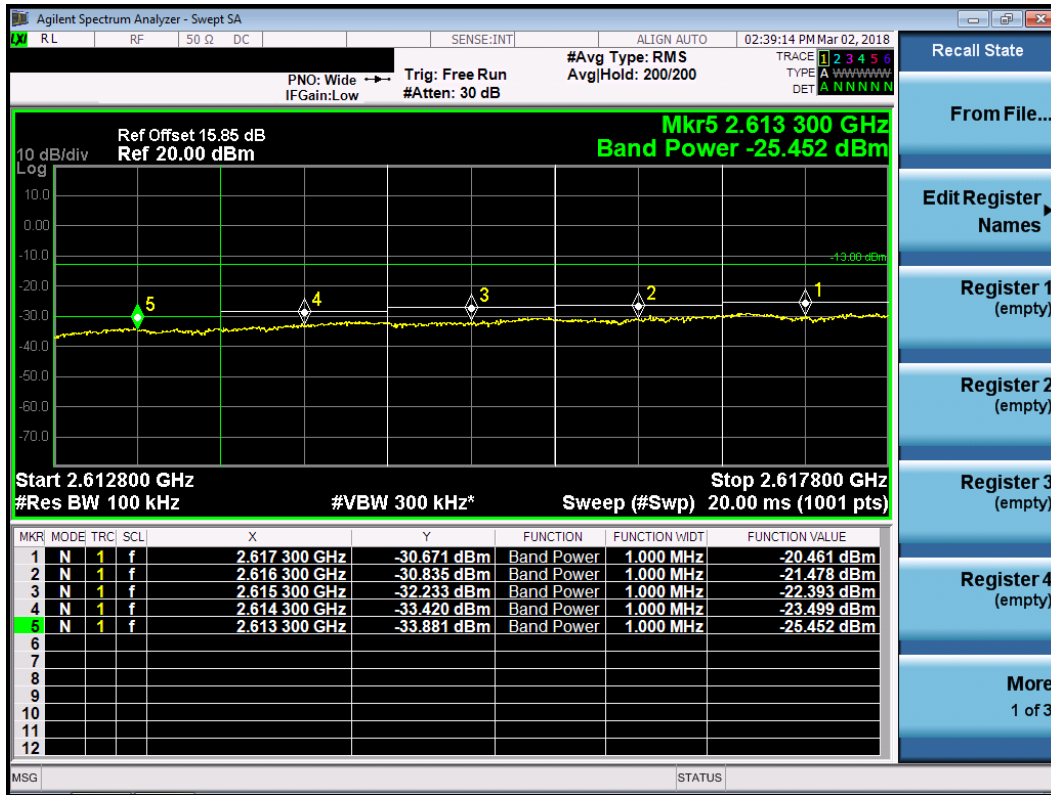 Agilent Spectrum Analyzer - Swept SA
LXI RL RF 50 Ω DC SENSE:INT ALIGN AUTO 02:39:14 PM Mar 02, 2018
Recall State
#Avg Type: RMS TRACE 1 2 3 4 5 6
PNO: Wide Trig: Free Run Avg|Hold: 200/200 TYPE A WWWWW
IFGain:Low #Atten: 30 dB DET A N N N N N
From File...
Mkr5 2.613 300 GHz
Ref Offset 15.85 dB
10 dB/div Ref 20.00 dBm Band Power -25.452 dBm
Log
10.0
0.00
-10.0
-13.00 dBm
-20.0
-30.0
-40.0
-50.0
-60.0
-70.0
5 4 3 2 1
Start 2.612800 GHz Stop 2.617800 GHz
#Res BW 100 kHz #VBW 300 kHz* Sweep (#Swp) 20.00 ms (1001 pts)
MKR MODE TRC SCL X Y FUNCTION FUNCTION WIDT FUNCTION VALUE
1 N 1 f 2.617 300 GHz -30.671 dBm Band Power 1.000 MHz -20.461 dBm
2 N 1 f 2.616 300 GHz -30.835 dBm Band Power 1.000 MHz -21.478 dBm
3 N 1 f 2.615 300 GHz -32.233 dBm Band Power 1.000 MHz -22.393 dBm
4 N 1 f 2.614 300 GHz -33.420 dBm Band Power 1.000 MHz -23.499 dBm
5 N 1 f 2.613 300 GHz -33.881 dBm Band Power 1.000 MHz -25.452 dBm
6
7
8
9
10
11
12
Edit Register
Names
Register 1
(empty)
Register 2
(empty)
Register 3
(empty)
Register 4
(empty)
More
1 of 3
MSG STATUS